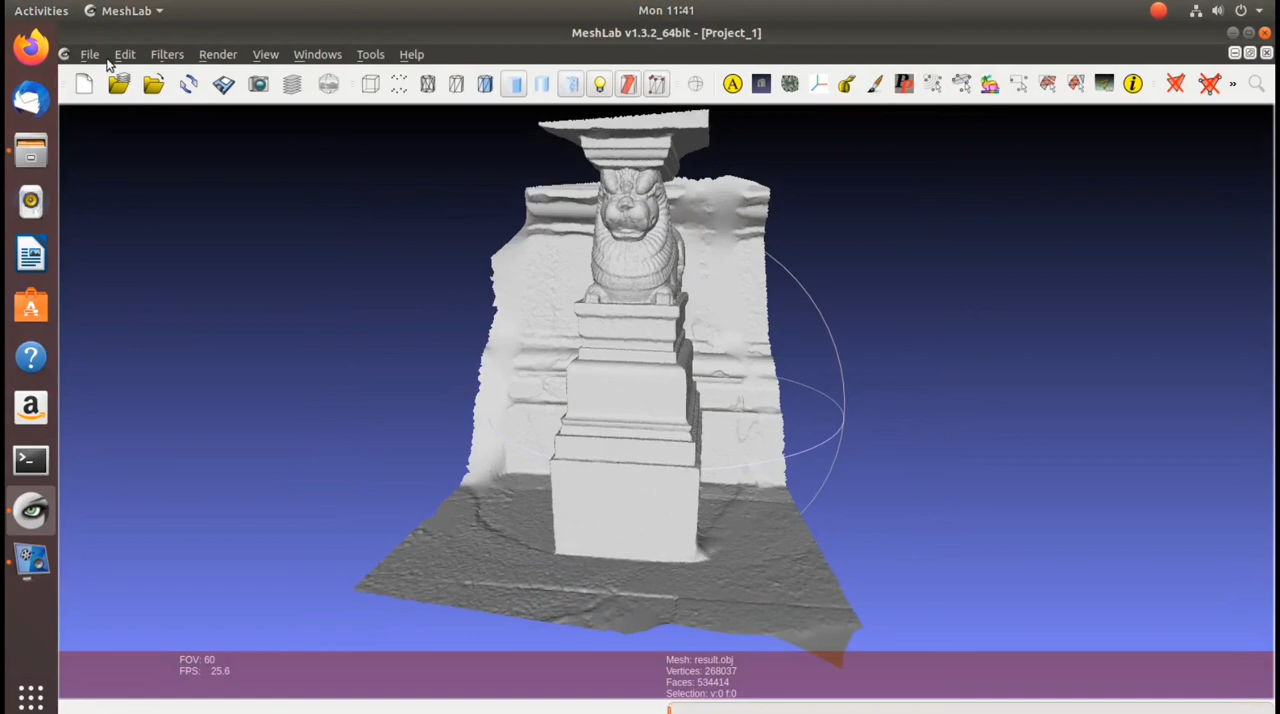 Activities MeshLab Mon 11:41
MeshLab v1.3.2_64bit - [Project_1]
File Edit Filters Render View Windows Tools Help
FOV: 60
FPS: 25.6
Mesh: result.obj
Vertices: 268037
Faces: 534414
Selection: v:0 f:0